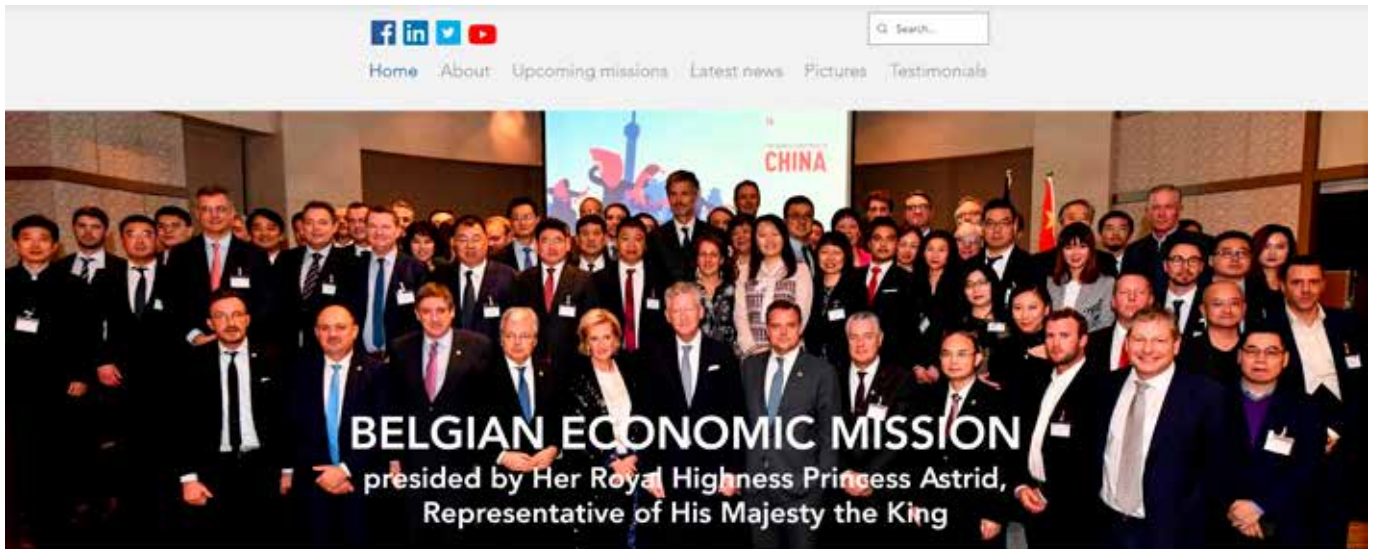 Search...
Home About Upcoming missions Latest news Pictures Testimonials
CHINA
BELGIAN ECONOMIC MISSION
presided by Her Royal Highness Princess Astrid,
Representative of His Majesty the King